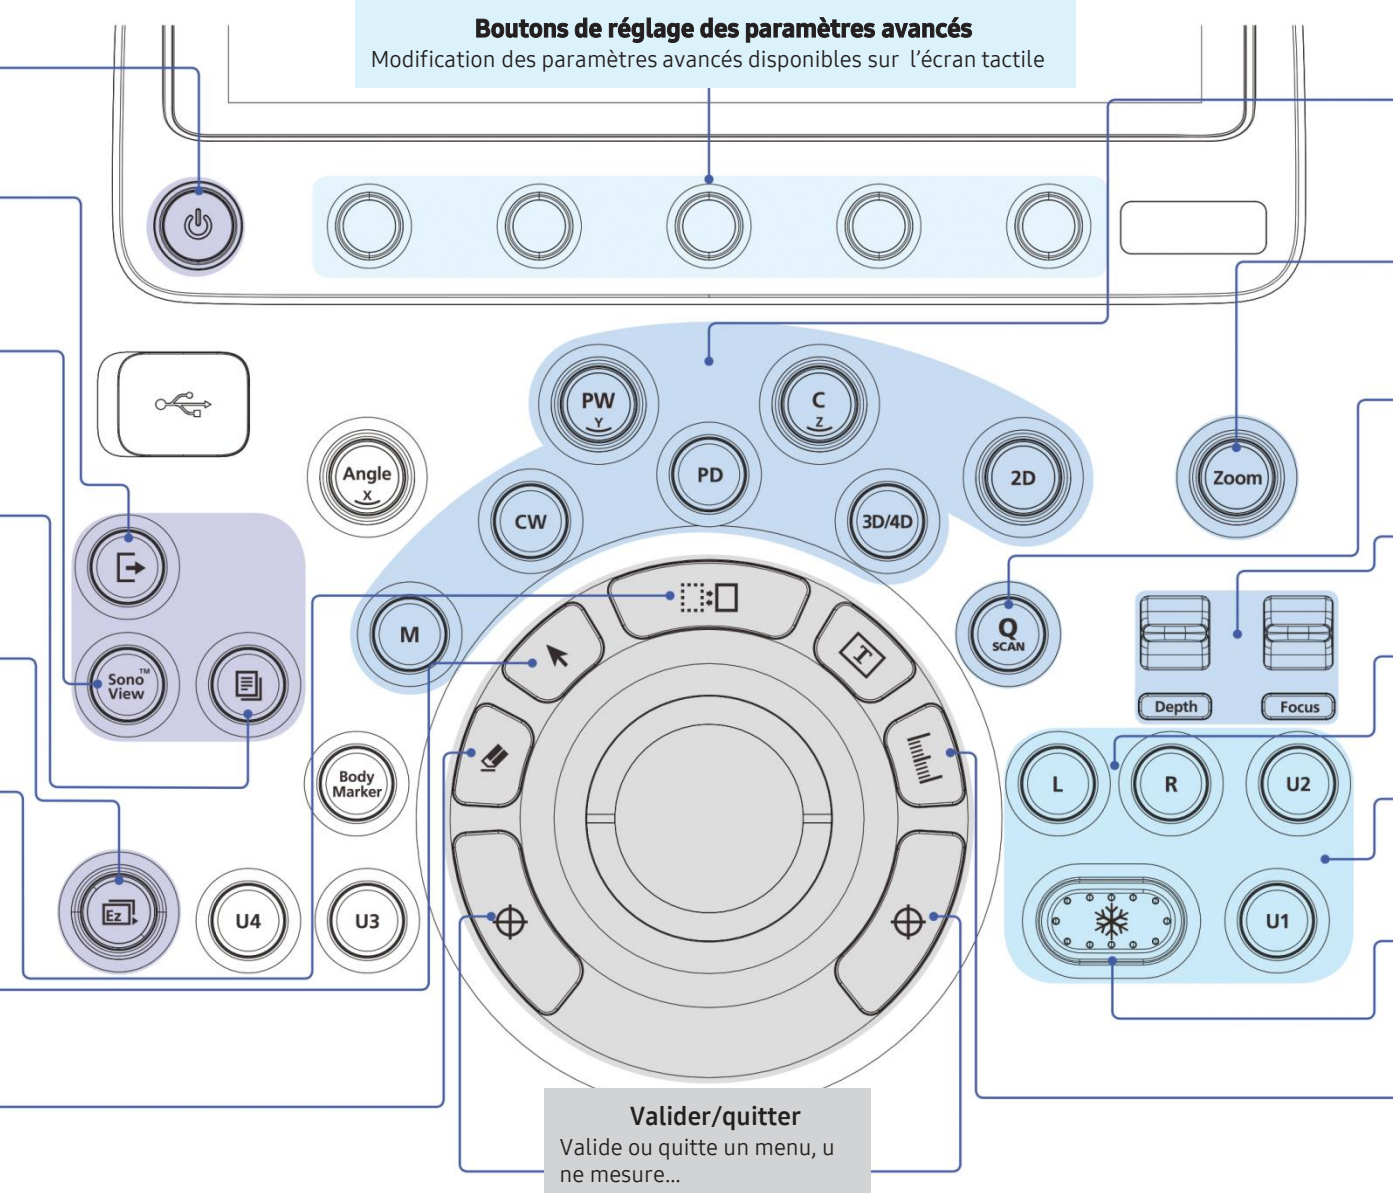 Boutons de réglage des paramètres avancés
Modification des paramètres avancés disponibles sur l'écran tactile
PW
Y
C
Z
Angle
X
PD
2D
Zoom
CW
3D/4D
M
Q
SCAN
Sono™
View
T
Depth
Focus
Body
Marker
L
R
U2
Ez
U4
U3
U1
Valider/quitter
Valide ou quitte un menu, u
ne mesure...